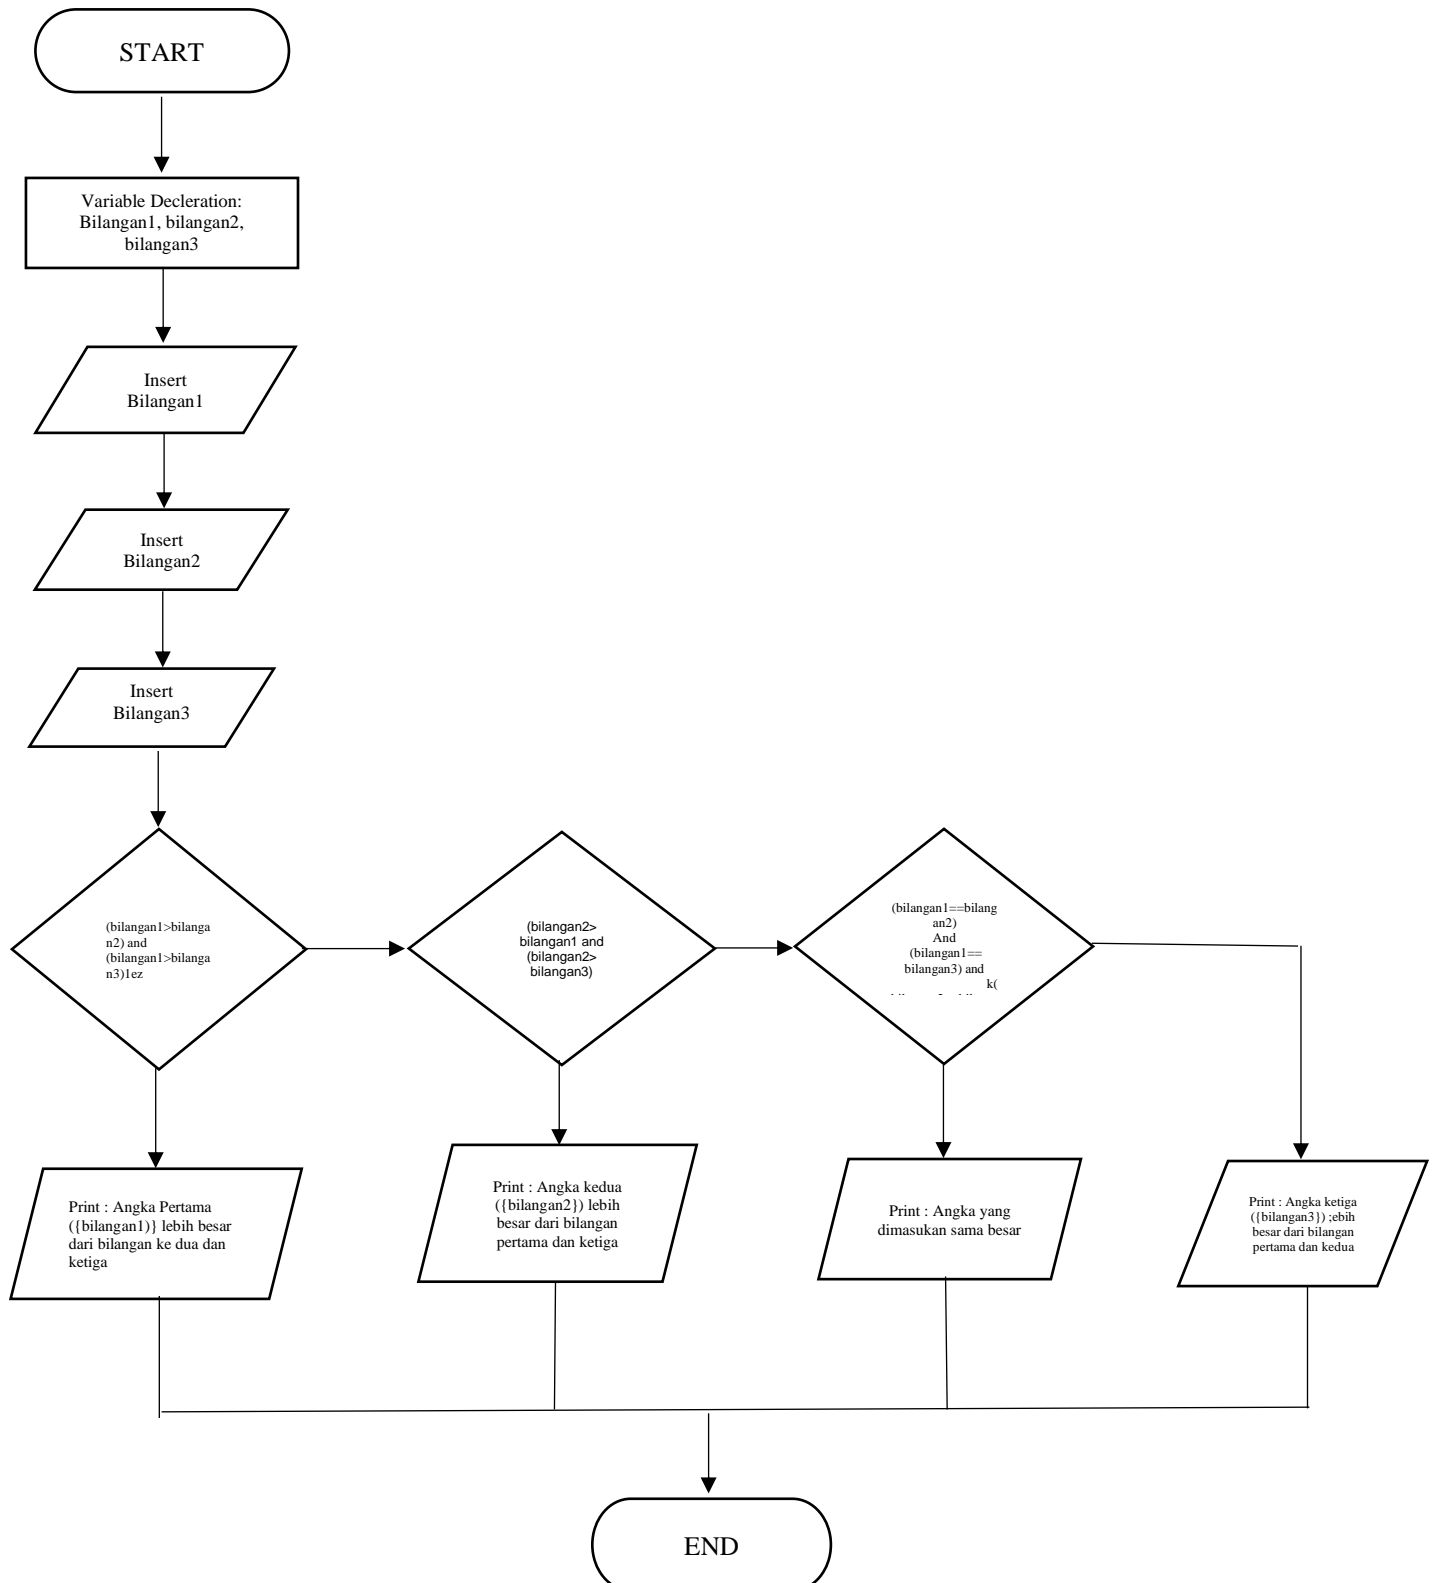 START
Variable Decleration:
Bilangan1, bilangan2,
bilangan3
Insert
Bilangan1
Insert
Bilangan2
Insert
Bilangan3
(bilangan1>bilanga
n2) and
(bilangan1>bilanga
n3)1ez
(bilangan2>
bilangan1 and
(bilangan2>
bilangan3)
(bilangan1==bilang
an2)
And
(bilangan1==
bilangan3) and
k(
Print : Angka Pertama
({bilangan1)} lebih besar
dari bilangan ke dua dan
ketiga
Print : Angka kedua
({bilangan2}) lebih
besar dari bilangan
pertama dan ketiga
Print : Angka yang
dimasukan sama besar
Print : Angka ketiga
({bilangan3}) ;ebih
besar dari bilangan
pertama dan kedua
END